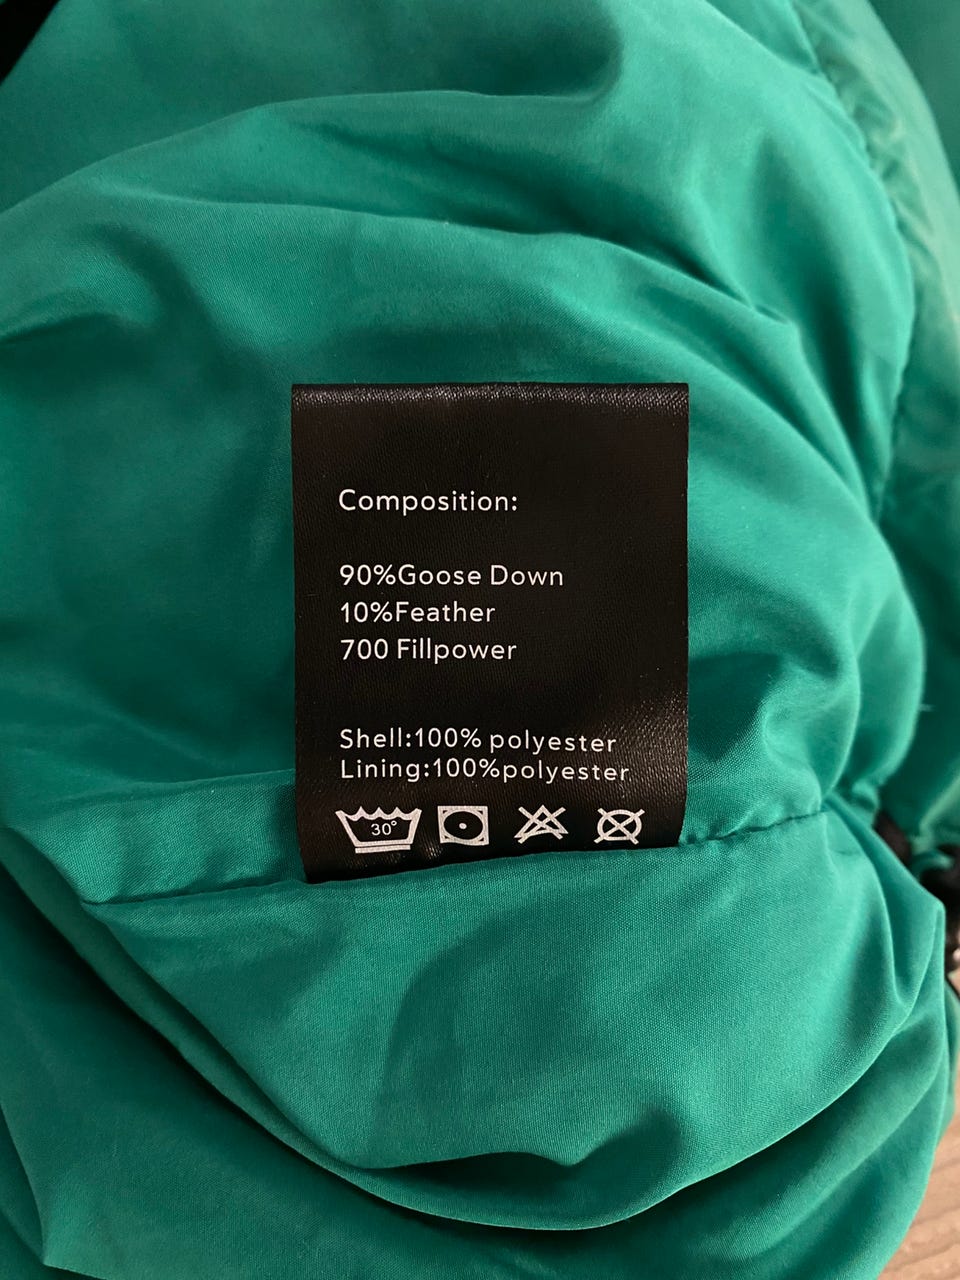 Composition:
90%Goose Down
10%Feather
700 Fillpower
Shell:100% polyester
Lining:100%polyester
30°